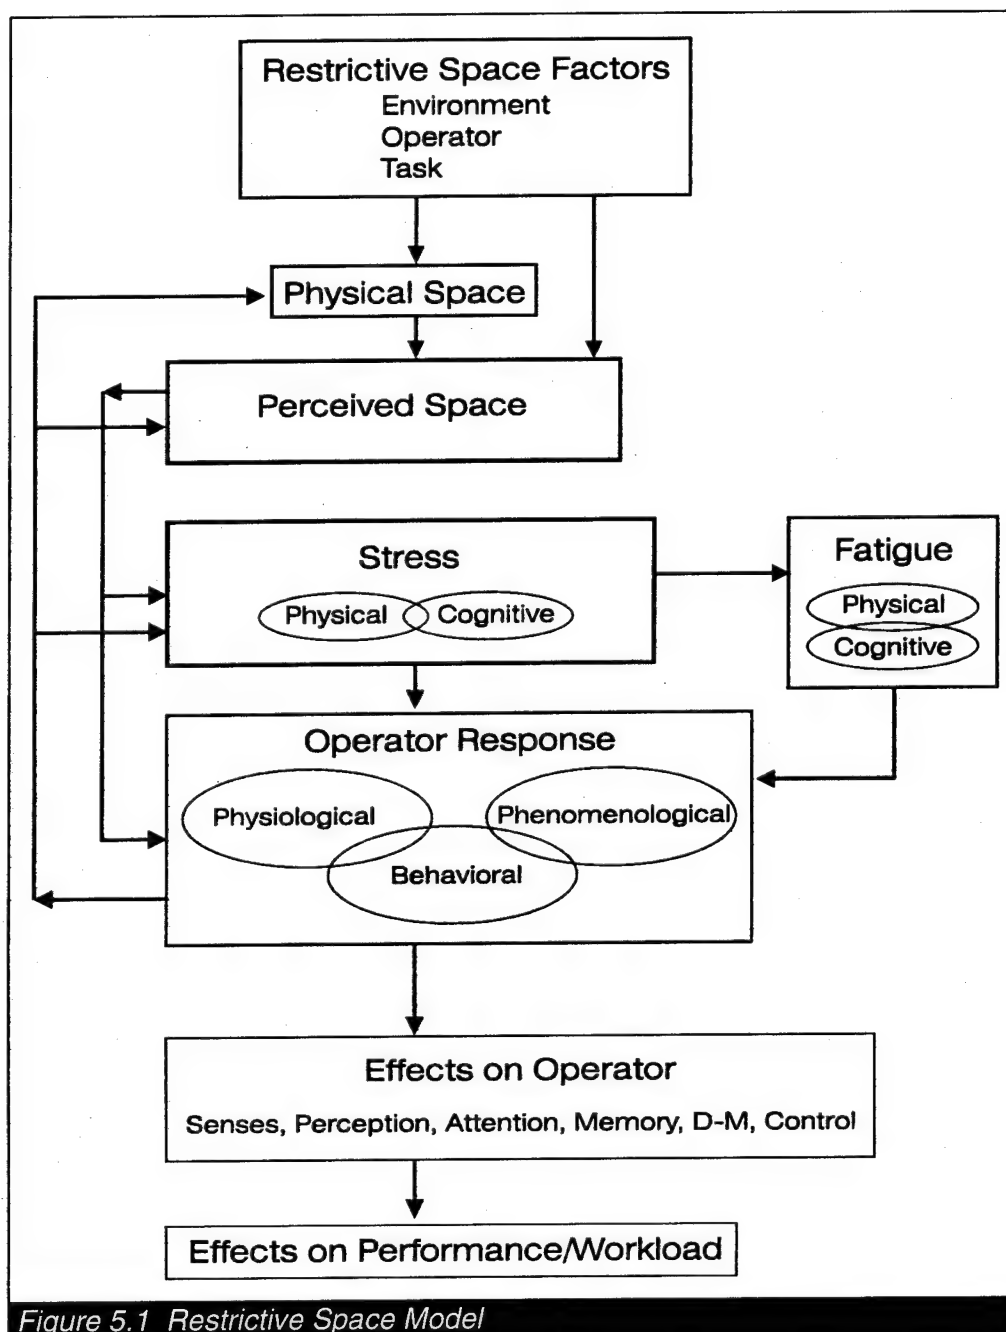 Restrictive Space Factors
Environment
Operator
Task
Physical Space
Perceived Space
Stress
Physical
Cognitive
Fatigue
Physical
Cognitive
Operator Response
Physiological
Phenomenological
Behavioral
Effects on Operator
Senses, Perception, Attention, Memory, D-M, Control
Effects on Performance/Workload
Figure 5.1 Restrictive Space Model